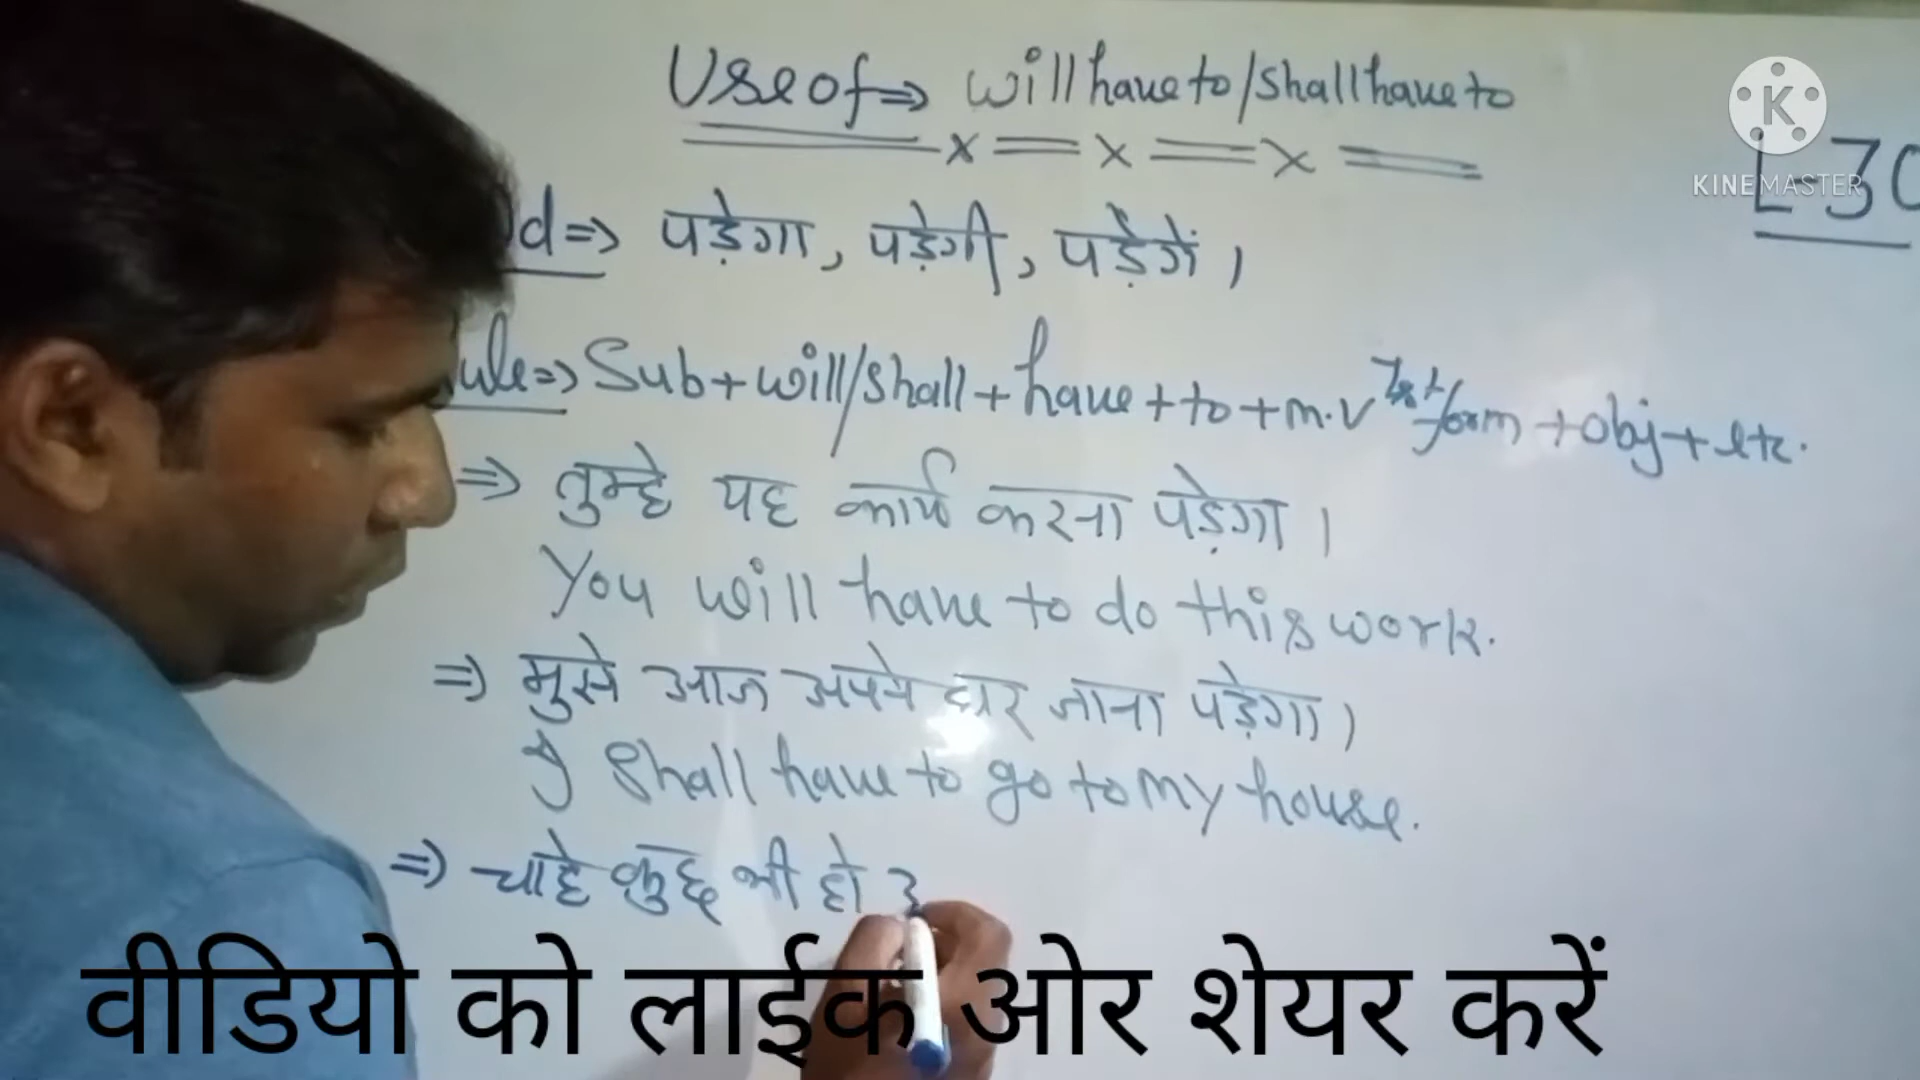 Use of ⇒ will have to/shall have to
KINEMASTER
L-30
d ⇒ पड़ेगा, पड़ेगी, पड़ेगें।
ule ⇒ Sub + will/shall + have + to + m.v 1st form + obj + etc.
⇒ तुम्हे यह कार्य करना पड़ेगा।
You will have to do this work.
⇒ मुझे आज अपने घर जाना पड़ेगा।
I shall have to go to my house.
⇒ चाहे कुछ भी हो
वीडियो को लाईक ओर शेयर करें